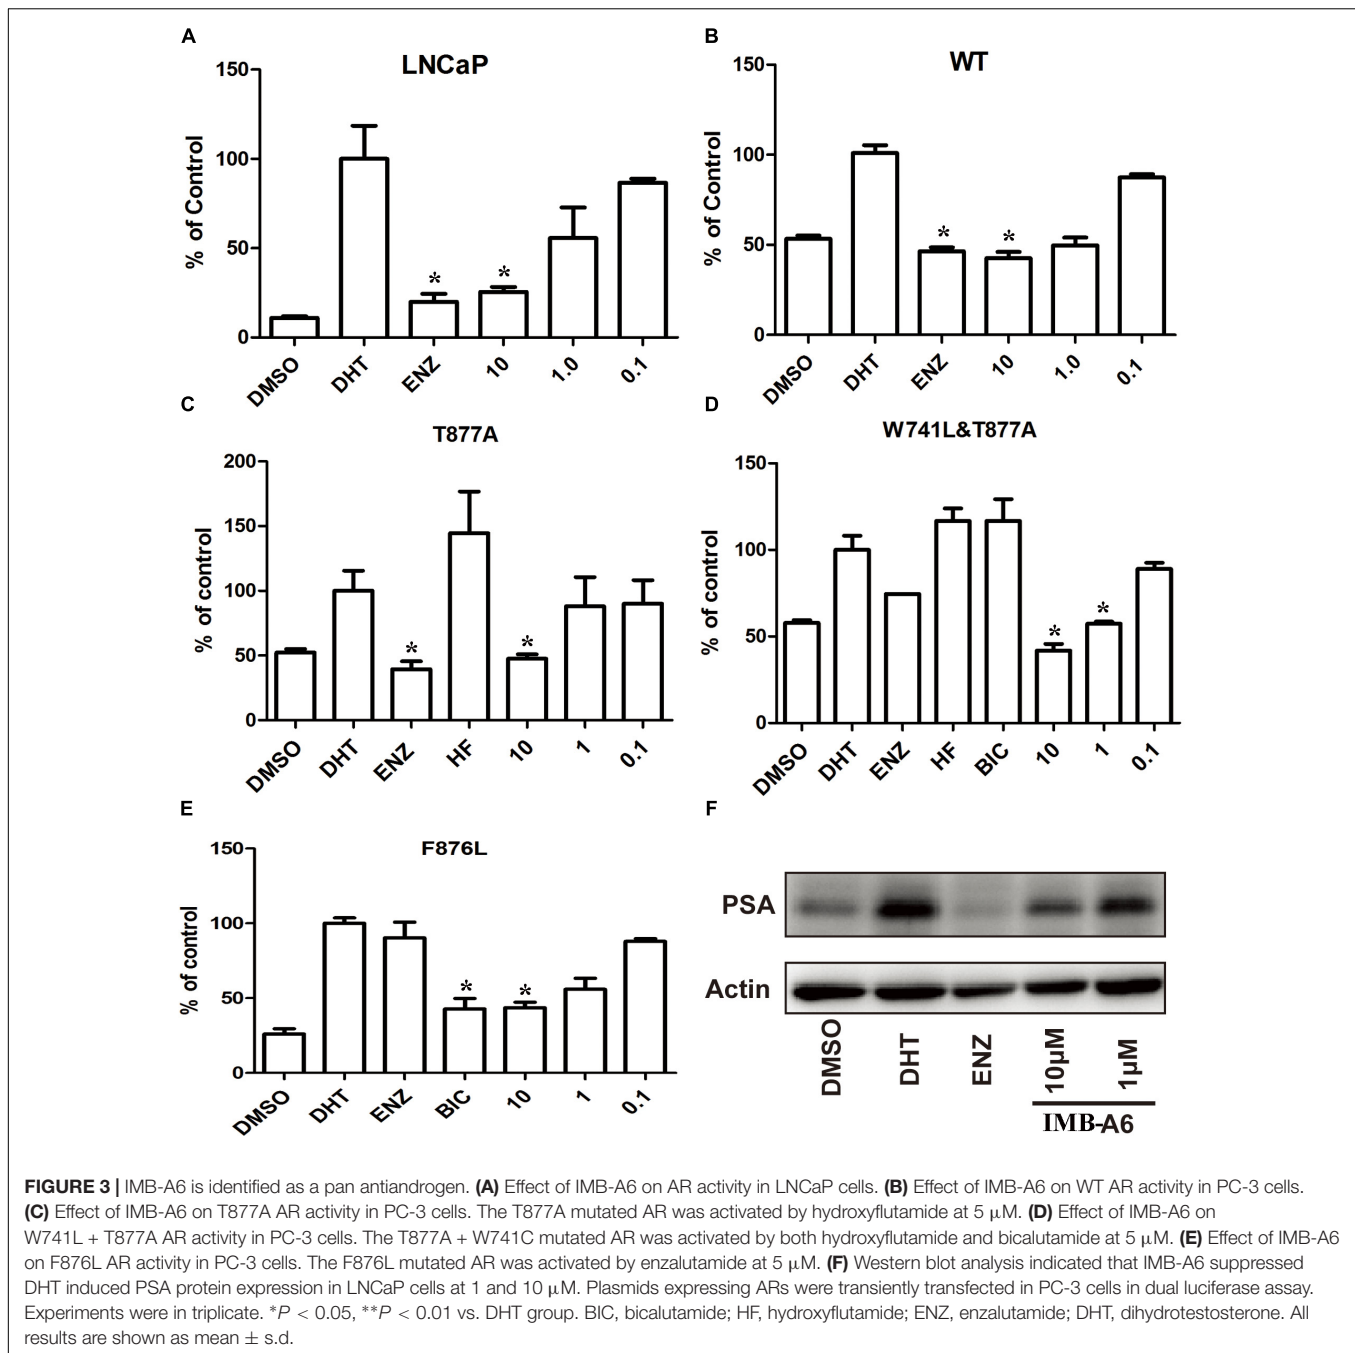 A
LNCaP
% of Control
150
100
50
0
DMSO
DHT
ENZ
10
1.0
0.1
*
*
B
WT
% of Control
150
100
50
0
DMSO
DHT
ENZ
10
1.0
0.1
*
*
C
T877A
% of control
200
150
100
50
0
DMSO
DHT
ENZ
HF
10
1
0.1
*
*
D
W741L&T877A
% of control
150
100
50
0
DMSO
DHT
ENZ
HF
BIC
10
1
0.1
*
*
E
F876L
% of control
150
100
50
0
DMSO
DHT
ENZ
BIC
10
1
0.1
*
*
F
PSA
Actin
DMSO
DHT
ENZ
10μM
1μM
IMB-A6
FIGURE 3 | IMB-A6 is identified as a pan antiandrogen. (A) Effect of IMB-A6 on AR activity in LNCaP cells. (B) Effect of IMB-A6 on WT AR activity in PC-3 cells.
(C) Effect of IMB-A6 on T877A AR activity in PC-3 cells. The T877A mutated AR was activated by hydroxyflutamide at 5 μM. (D) Effect of IMB-A6 on
W741L + T877A AR activity in PC-3 cells. The T877A + W741C mutated AR was activated by both hydroxyflutamide and bicalutamide at 5 μM. (E) Effect of IMB-A6
on F876L AR activity in PC-3 cells. The F876L mutated AR was activated by enzalutamide at 5 μM. (F) Western blot analysis indicated that IMB-A6 suppressed
DHT induced PSA protein expression in LNCaP cells at 1 and 10 μM. Plasmids expressing ARs were transiently transfected in PC-3 cells in dual luciferase assay.
Experiments were in triplicate. *P < 0.05, **P < 0.01 vs. DHT group. BIC, bicalutamide; HF, hydroxyflutamide; ENZ, enzalutamide; DHT, dihydrotestosterone. All
results are shown as mean ± s.d.